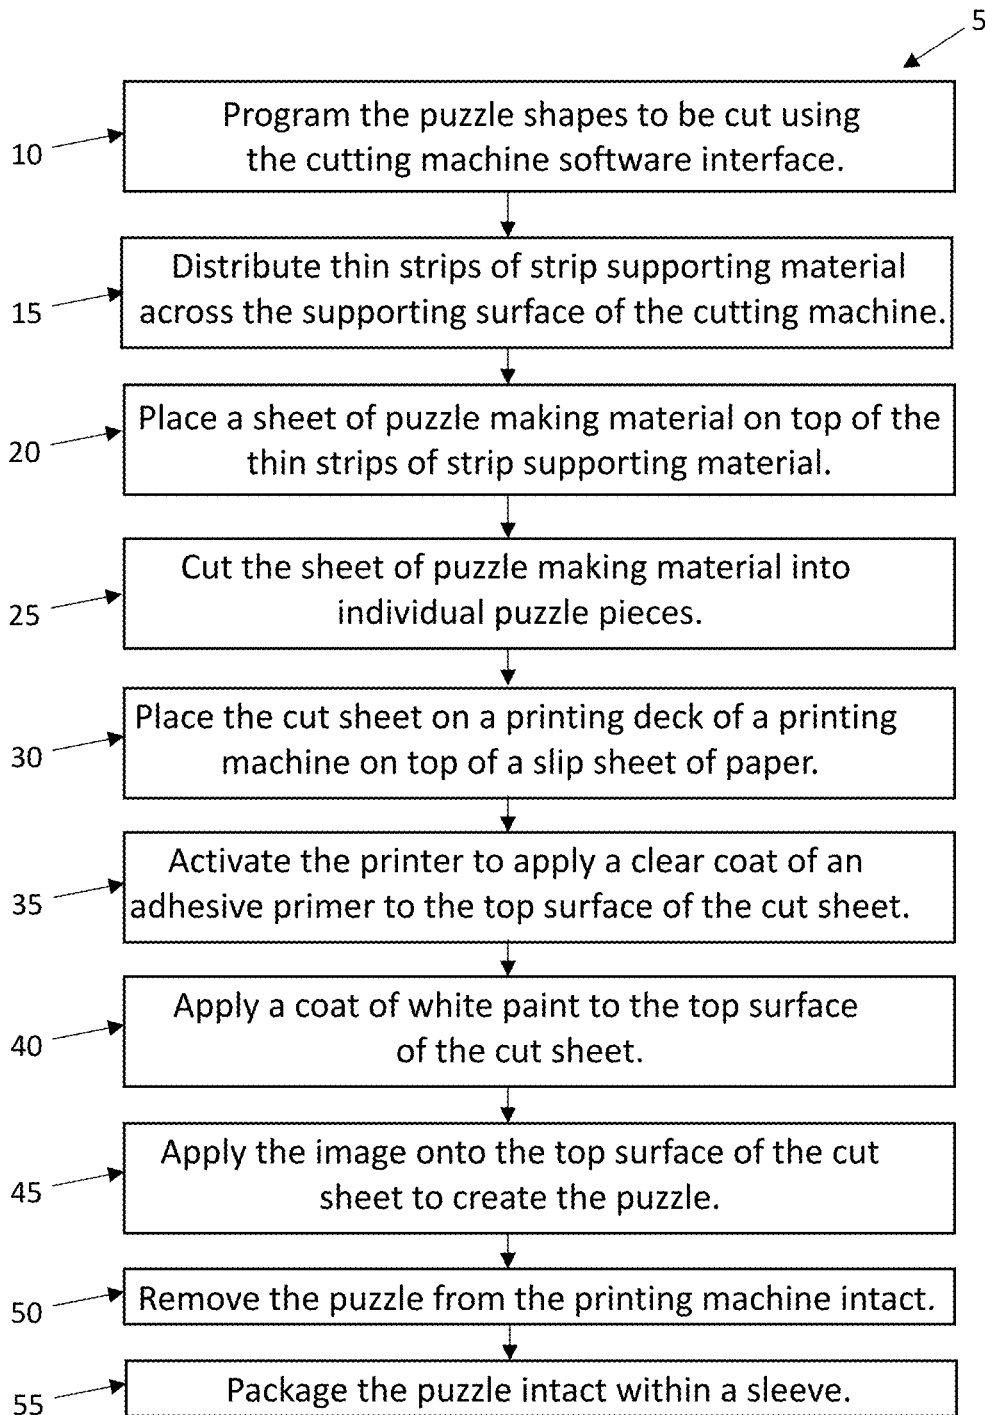 5
10
Program the puzzle shapes to be cut using
the cutting machine software interface.
15
Distribute thin strips of strip supporting material
across the supporting surface of the cutting machine.
20
Place a sheet of puzzle making material on top of the
thin strips of strip supporting material.
25
Cut the sheet of puzzle making material into
individual puzzle pieces.
30
Place the cut sheet on a printing deck of a printing
machine on top of a slip sheet of paper.
35
Activate the printer to apply a clear coat of an
adhesive primer to the top surface of the cut sheet.
40
Apply a coat of white paint to the top surface
of the cut sheet.
45
Apply the image onto the top surface of the cut
sheet to create the puzzle.
50
Remove the puzzle from the printing machine intact.
55
Package the puzzle intact within a sleeve.